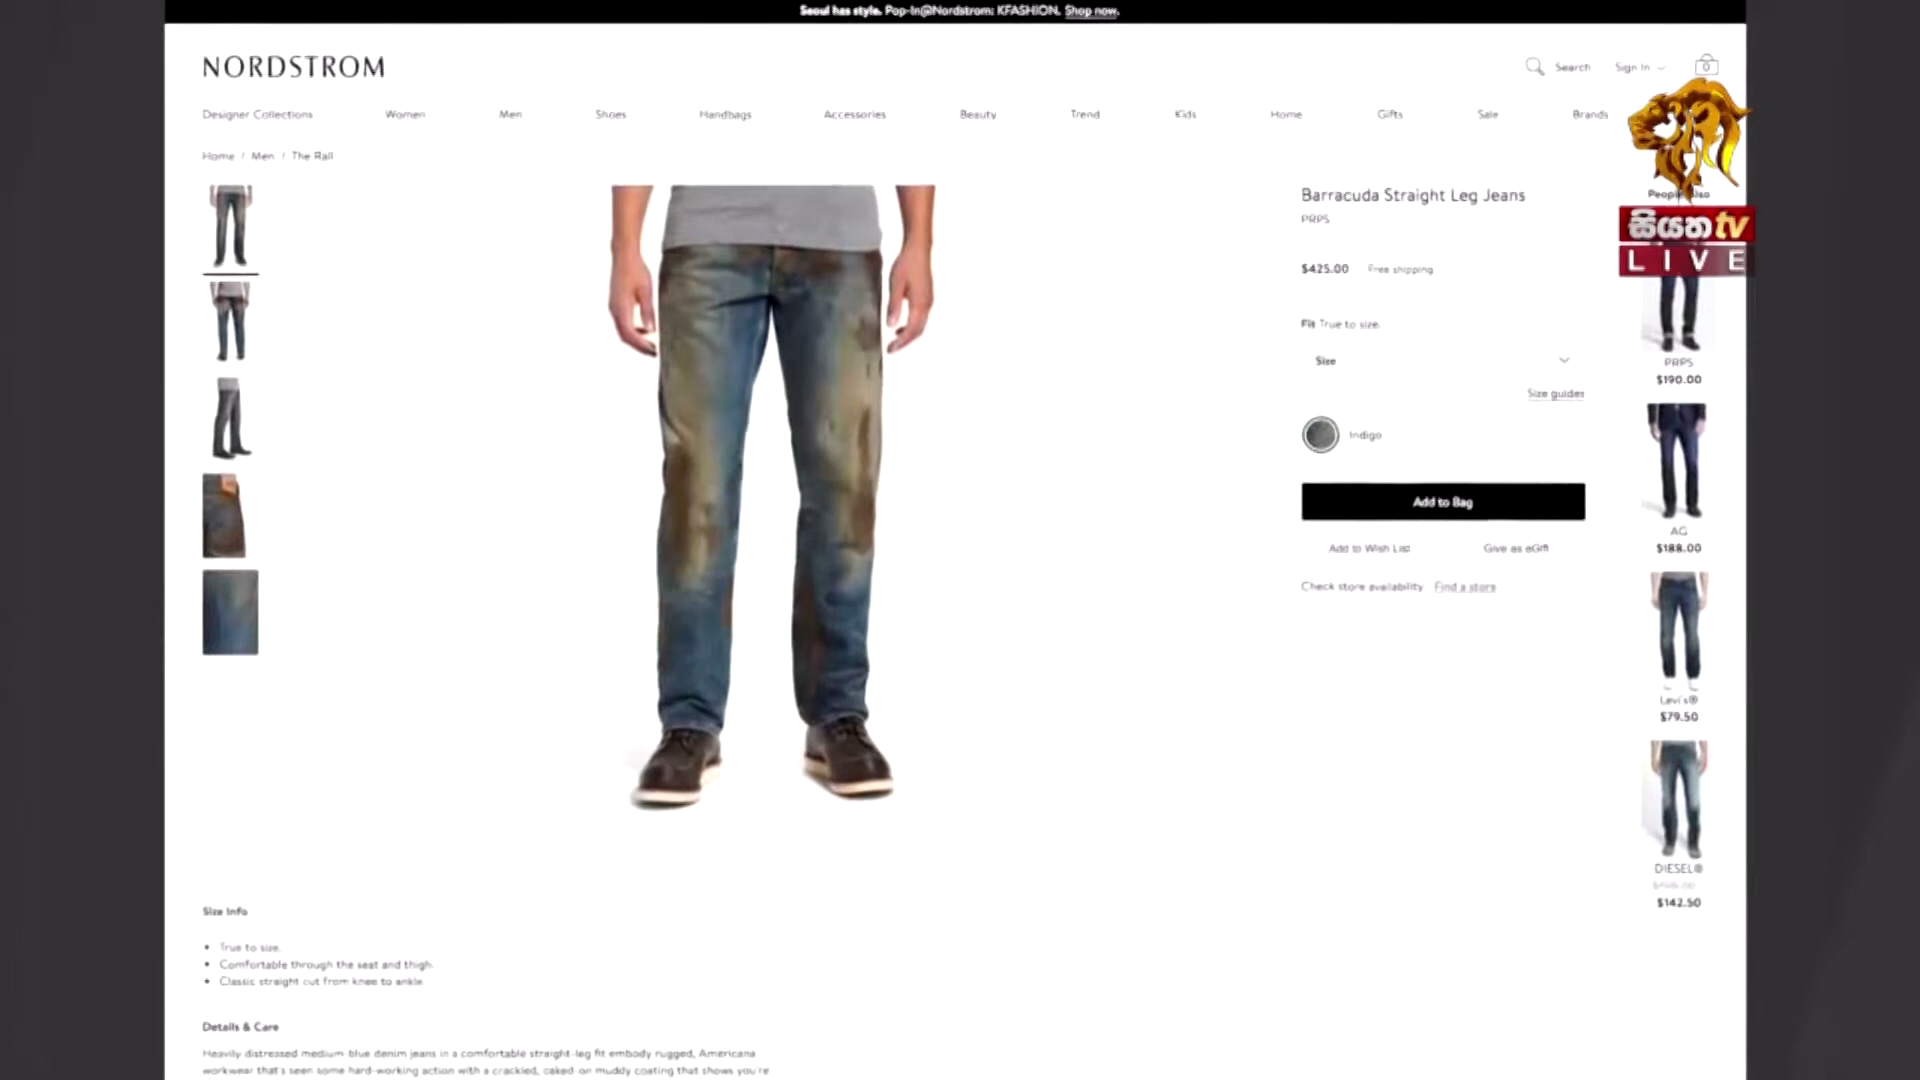 Seoul has style. Pop-In@Nordstrom: KFASHION. Shop now.
NORDSTROM
Search
Sign In
0
Designer Collections
Women
Men
Shoes
Handbags
Accessories
Beauty
Trend
Kids
Home
Gifts
Sale
Brands
Home / Men / The Rail
Barracuda Straight Leg Jeans
PRPS
$425.00 Free shipping
Fit True to size.
Size
Size guides
Indigo
Add to Bag
Add to Wish List
Give as eGift
Check store availability Find a store
People Also
සියත tv
LIVE
PRPS
$190.00
AG
$188.00
Levi's®
$79.50
DIESEL®
$142.50
Size Info
• True to size.
• Comfortable through the seat and thigh.
• Classic straight cut from knee to ankle.
Details & Care
Heavily distressed medium-blue denim jeans in a comfortable straight-leg fit embody rugged, Americana
workwear that's seen some hard-working action with a crackled, caked-on muddy coating that shows you're